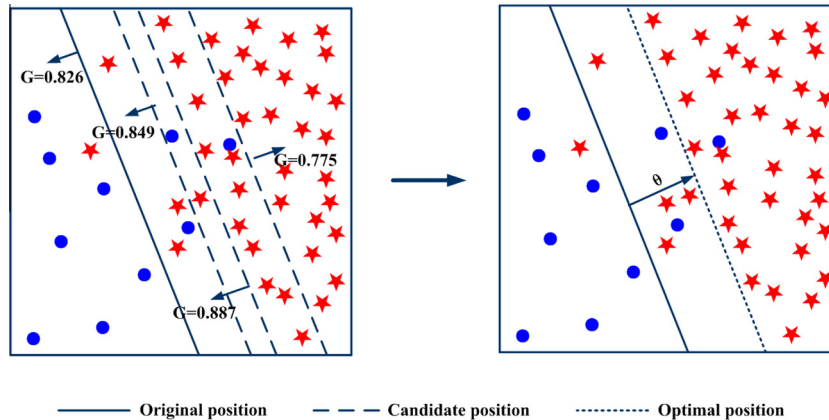 G=0.826
G=0.849
G=0.775
G=0.887
θ
Original position
Candidate position
Optimal position